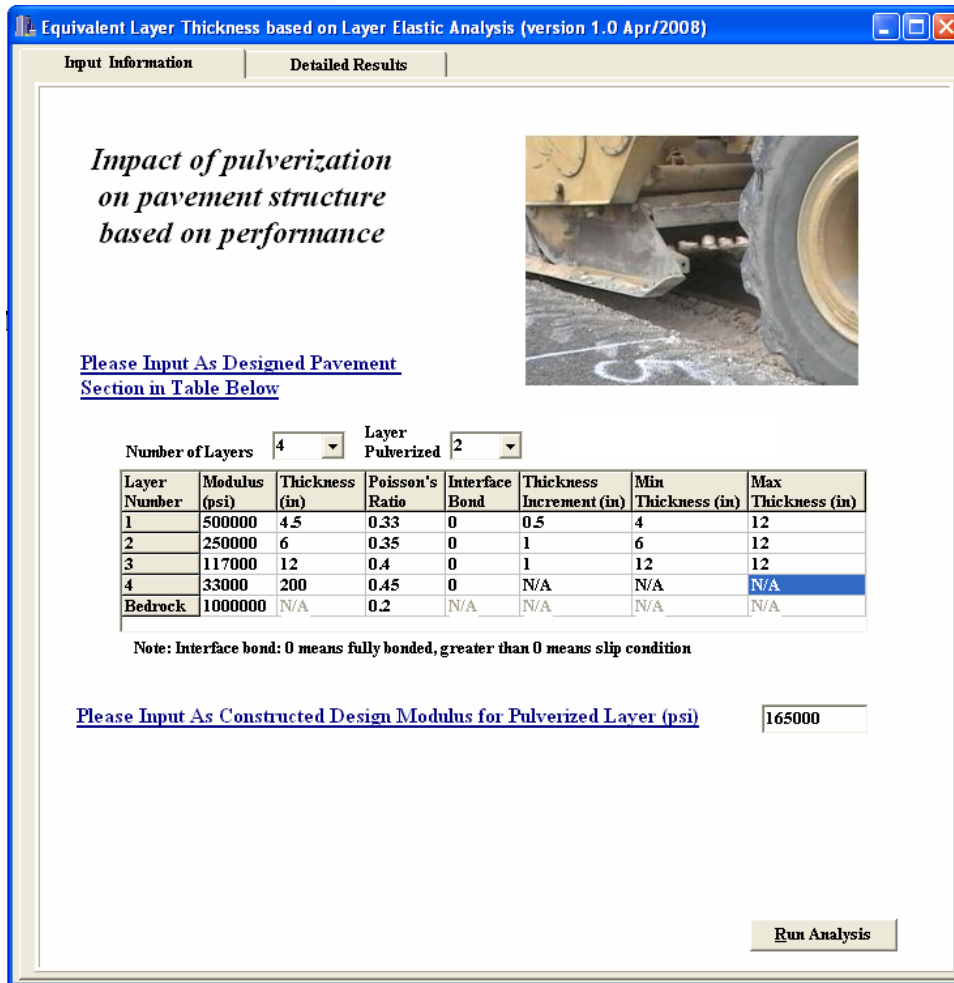 Equivalent Layer Thickness based on Layer Elastic Analysis (version 1.0 Apr/2008)
Input Information Detailed Results
Impact of pulverization
on pavement structure
based on performance
Please Input As Designed Pavement
Section in Table Below
Number of Layers 4 Layer Pulverized 2
Layer Number Modulus (psi) Thickness (in) Poisson's Ratio Interface Bond Thickness Increment (in) Min Thickness (in) Max Thickness (in)
1 500000 4.5 0.33 0 0.5 4 12
2 250000 6 0.35 0 1 6 12
3 117000 12 0.4 0 1 12 12
4 33000 200 0.45 0 N/A N/A N/A
Bedrock 1000000 N/A 0.2 N/A N/A N/A N/A
Note: Interface bond: 0 means fully bonded, greater than 0 means slip condition
Please Input As Constructed Design Modulus for Pulverized Layer (psi) 165000
Run Analysis